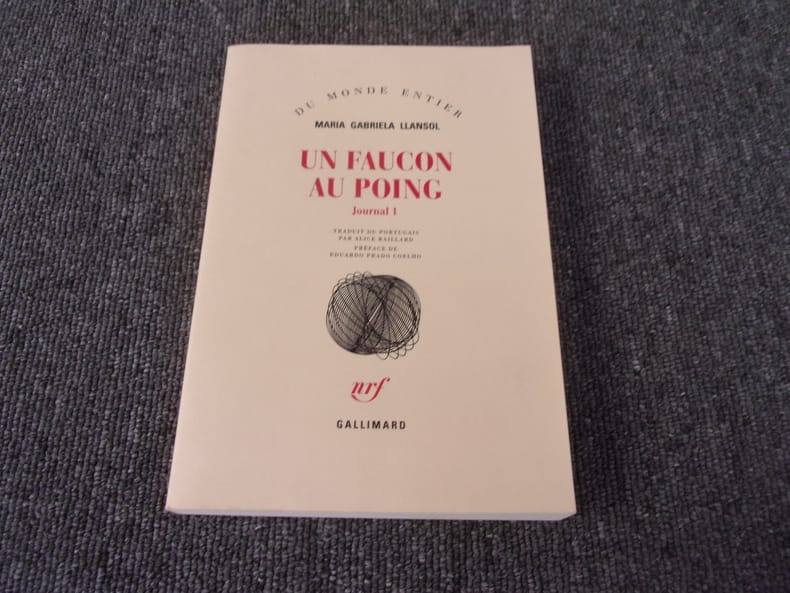 DU MONDE ENTIER
MARIA GABRIELA LLANSOL
UN FAUCON
AU POING
Journal 1
TRADUIT DU PORTUGAIS
PAR ALICE RAILLARD
PRÉFACE DE
EDUARDO PRADO COELHO
nrf
GALLIMARD